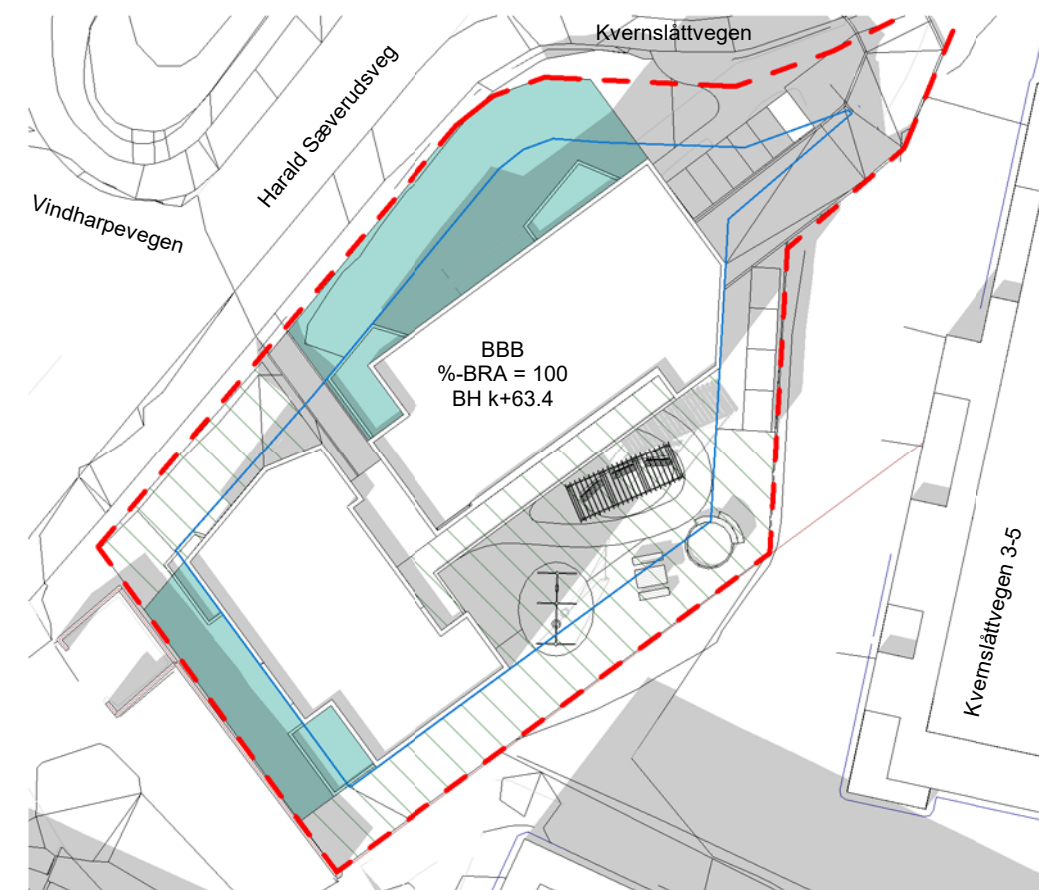 Kvernslåttvegen
Harald Sæverudsveg
Vindharpevegen
BBB
%-BRA = 100
BH k+63.4
Kvernslåttvegen 3-5